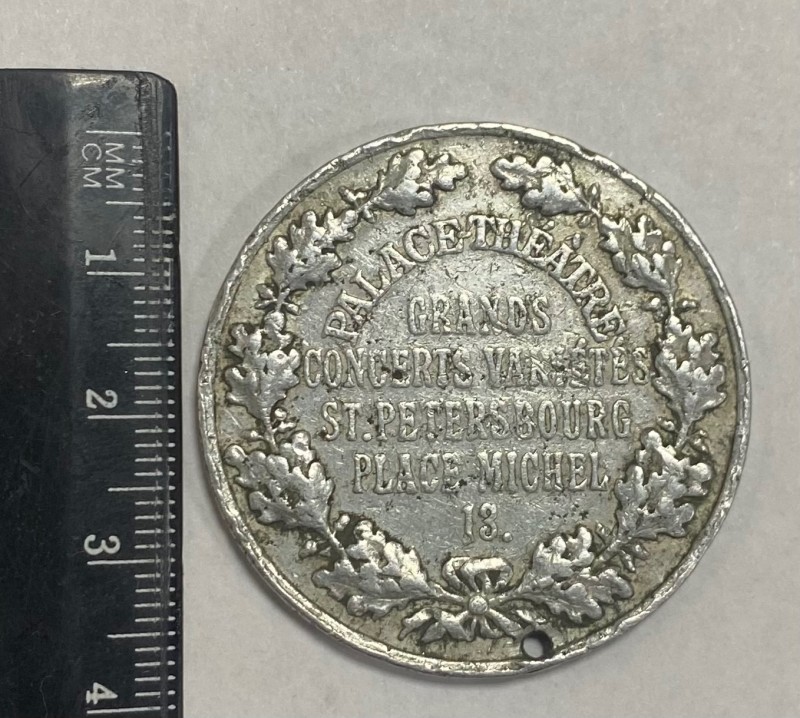 MM
CM
1
2
3
4
PALACE THÉÂTRE
GRANDS
CONCERTS VARIÉTÉS
ST. PETERSBOURG
PLACE MICHEL
13.